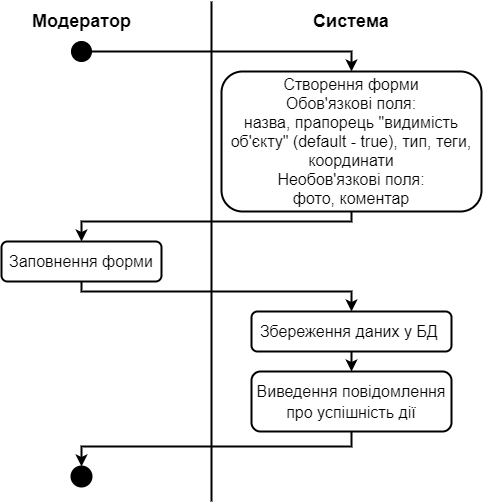 Модератор
Система
Створення форми
Обов'язкові поля:
назва, прапорець "видимість
об'єкту" (default - true), тип, теги,
координати
Необов'язкові поля:
фото, коментар
Заповнення форми
Збереження даних у БД
Виведення повідомлення
про успішність дії